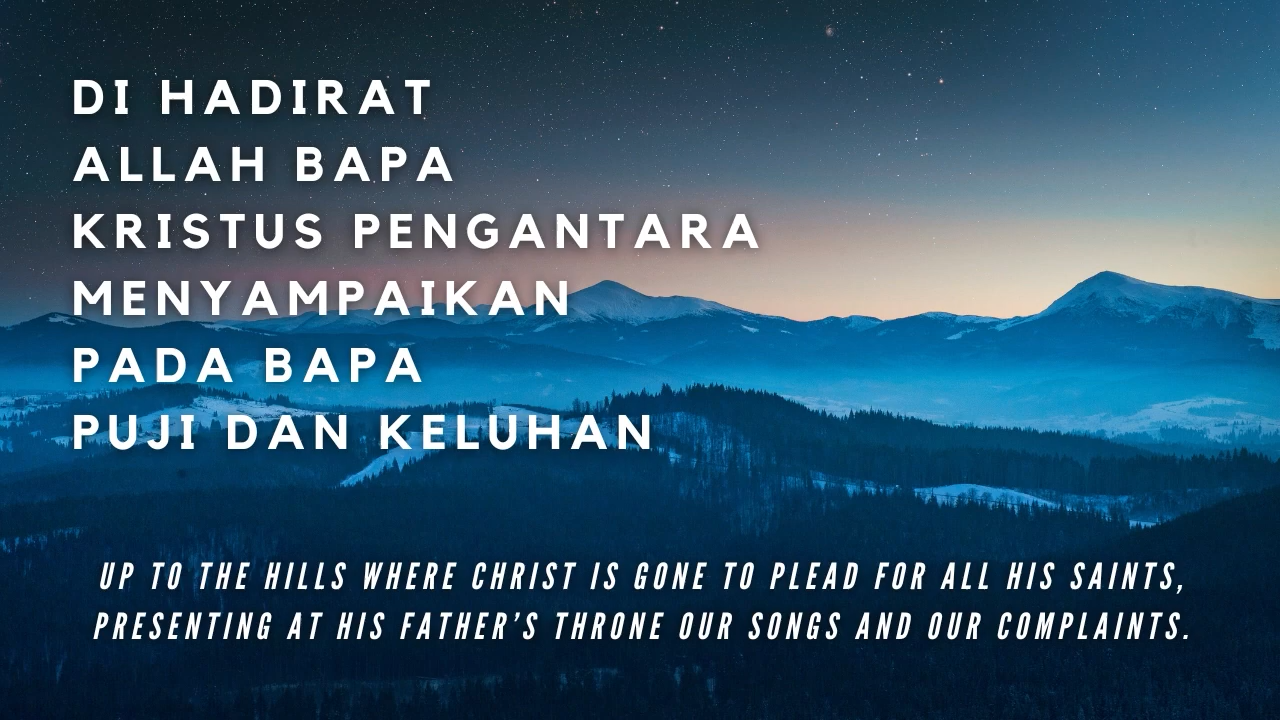 DI HADIRAT
ALLAH BAPA
KRISTUS PENGANTARA
MENYAMPAIKAN
PADA BAPA
PUJI DAN KELUHAN
UP TO THE HILLS WHERE CHRIST IS GONE TO PLEAD FOR ALL HIS SAINTS,
PRESENTING AT HIS FATHER'S THRONE OUR SONGS AND OUR COMPLAINTS.